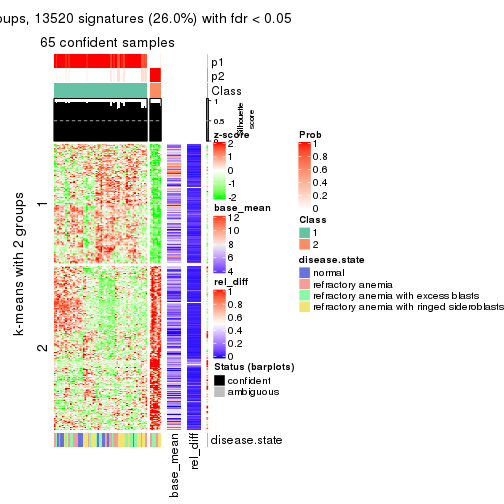 oups, 13520 signatures (26.0%) with fdr < 0.05
65 confident samples
p1
p2
Class
1
0.5
0
Silhouette
score
z-score
2
1
0
-1
-2
base_mean
12
10
8
6
4
rel_diff
1
0.8
0.6
0.4
0.2
0
Status (barplots)
confident
ambiguous
Prob
1
0.8
0.6
0.4
0.2
0
Class
1
2
disease.state
normal
refractory anemia
refractory anemia with excess blasts
refractory anemia with ringed sideroblasts
k-means with 2 groups
1
2
base_mean
rel_diff
disease.state